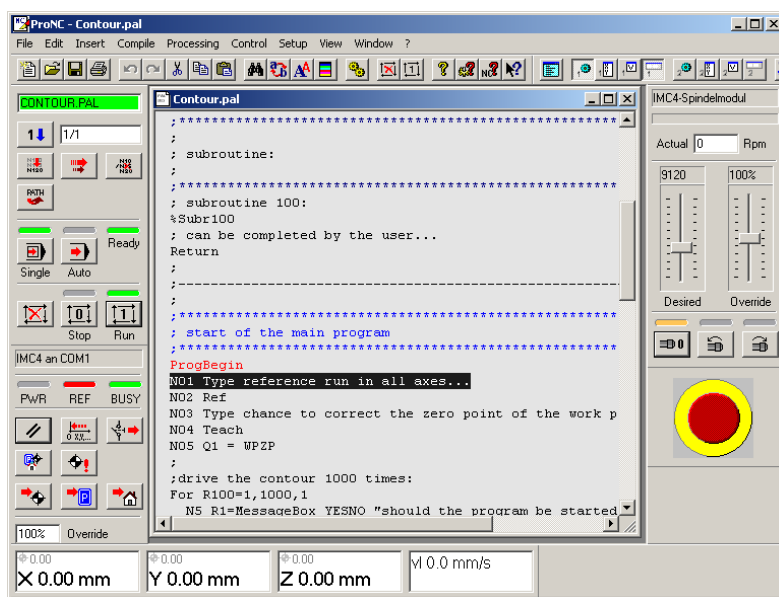 ProNC - Contour.pal
File Edit Insert Compile Processing Control Setup View Window ?
CONTOUR.PAL
1/1
N120
N10
/N20
N30
PATH
Ready
Single Auto
Stop Run
IMC4 an COM1
PWR REF BUSY
100% Override
Contour.pal
;************************************************************
;
; subroutine:
;
;************************************************************
; subroutine 100:
%Subr100
; can be completed by the user...
Return
;
;------------------------------------------------------------
;
;************************************************************
; start of the main program
;************************************************************
ProgBegin
N01 Type reference run in all axes...
N02 Ref
N03 Type chance to correct the zero point of the work p
N04 Teach
N05 Q1 = WPZP
;
;drive the contour 1000 times:
For R100=1,1000,1
N5 R1=MessageBox YESNO "should the program be started
IMC4-Spindelmodul
Actual 0 Rpm
9120 100%
Desired Override
0.00
X 0.00 mm
0.00
Y 0.00 mm
0.00
Z 0.00 mm
vl 0.0 mm/s